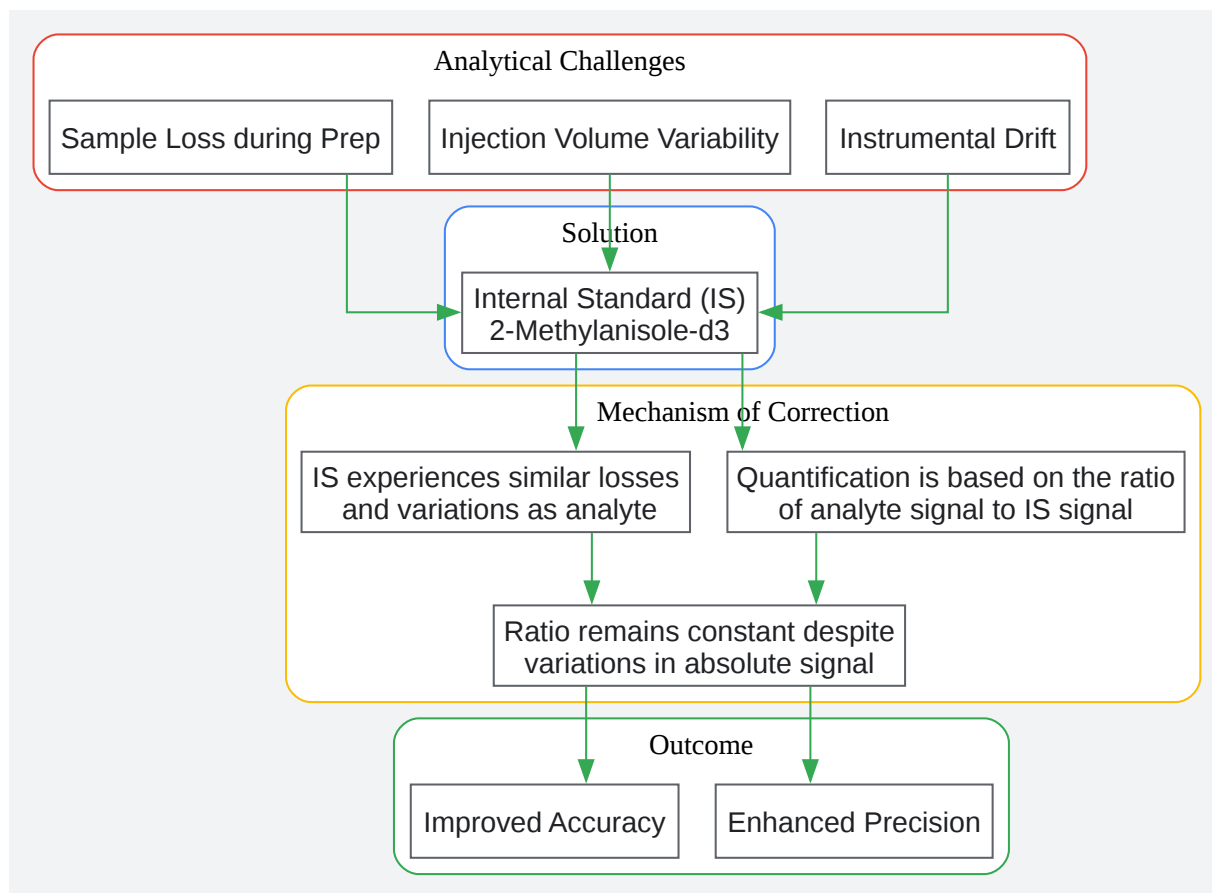 Analytical Challenges
Sample Loss during Prep
Injection Volume Variability
Instrumental Drift
Solution
Internal Standard (IS)
2-Methylanisole-d3
Mechanism of Correction
IS experiences similar losses
and variations as analyte
Quantification is based on the ratio
of analyte signal to IS signal
Ratio remains constant despite
variations in absolute signal
Outcome
Improved Accuracy
Enhanced Precision